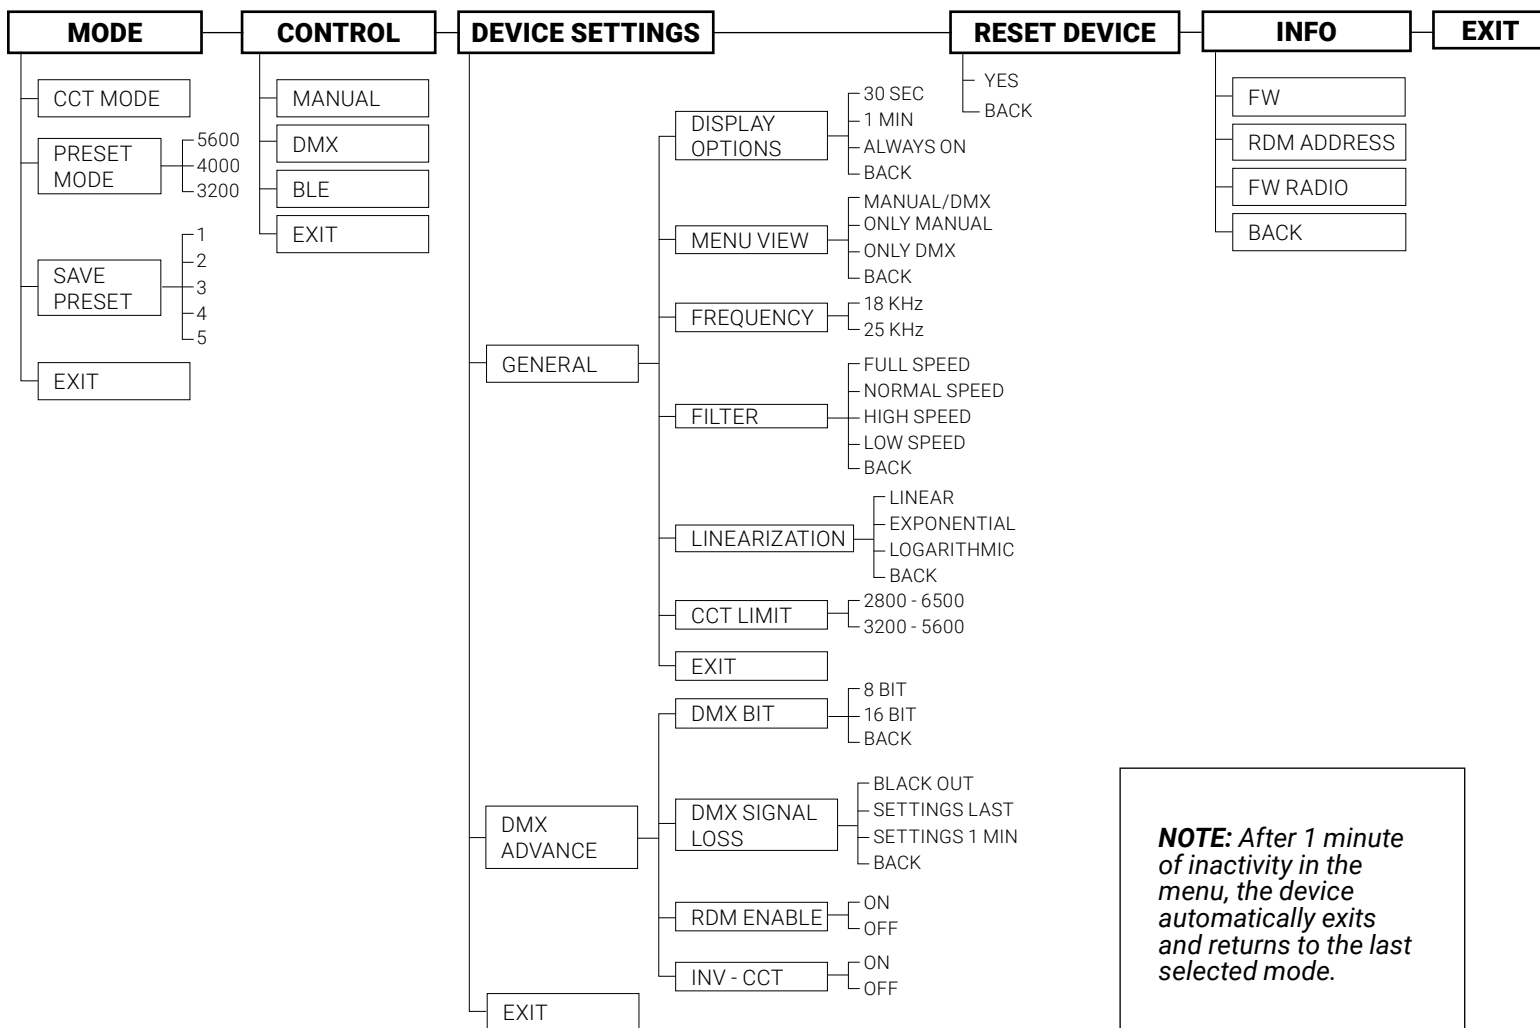 MODE
CONTROL
DEVICE SETTINGS
RESET DEVICE
INFO
EXIT
CCT MODE
PRESET
MODE
5600
4000
3200
SAVE
PRESET
1
2
3
4
5
EXIT
MANUAL
DMX
BLE
EXIT
GENERAL
DISPLAY
OPTIONS
30 SEC
1 MIN
ALWAYS ON
BACK
MENU VIEW
MANUAL/DMX
ONLY MANUAL
ONLY DMX
BACK
FREQUENCY
18 KHz
25 KHz
FILTER
FULL SPEED
NORMAL SPEED
HIGH SPEED
LOW SPEED
BACK
LINEARIZATION
LINEAR
EXPONENTIAL
LOGARITHMIC
BACK
CCT LIMIT
2800 - 6500
3200 - 5600
EXIT
DMX
ADVANCE
DMX BIT
8 BIT
16 BIT
BACK
DMX SIGNAL
LOSS
BLACK OUT
SETTINGS LAST
SETTINGS 1 MIN
BACK
RDM ENABLE
ON
OFF
INV - CCT
ON
OFF
EXIT
YES
BACK
FW
RDM ADDRESS
FW RADIO
BACK
NOTE: After 1 minute
of inactivity in the
menu, the device
automatically exits
and returns to the last
selected mode.